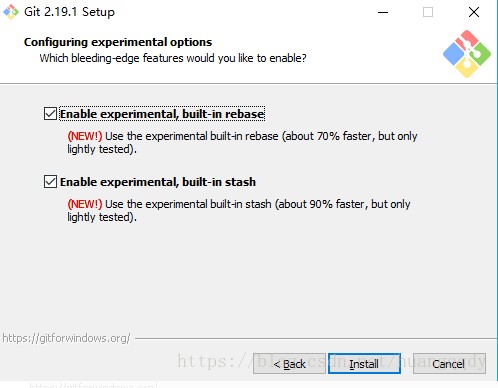 Git 2.19.1 Setup
Configuring experimental options
Which bleeding-edge features would you like to enable?
Enable experimental, built-in rebase
(NEW!) Use the experimental built-in rebase (about 70% faster, but only
lightly tested).
Enable experimental, built-in stash
(NEW!) Use the experimental built-in stash (about 90% faster, but only
lightly tested).
https://gitforwindows.org/
< Back
Install
Cancel
https://gitforwindows.org/